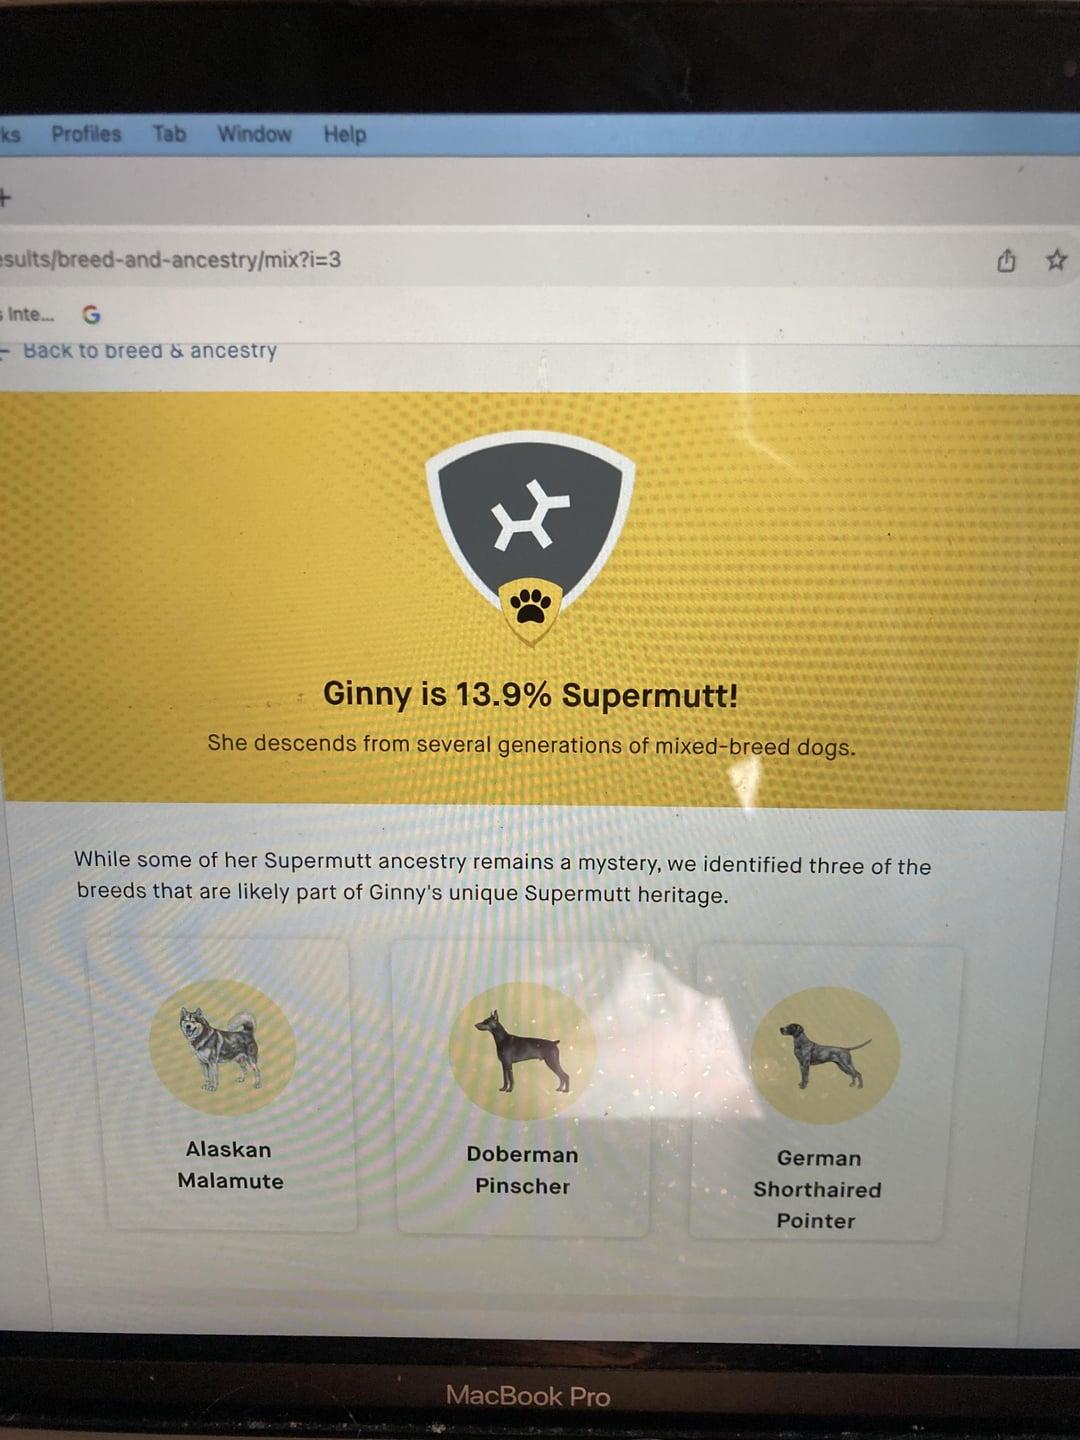 Profiles Tab Window Help
+
esults/breed-and-ancestry/mix?i=3
Inte... G
Back to breed & ancestry
Ginny is 13.9% Supermutt!
She descends from several generations of mixed-breed dogs.
While some of her Supermutt ancestry remains a mystery, we identified three of the
breeds that are likely part of Ginny's unique Supermutt heritage.
Alaskan
Malamute
Doberman
Pinscher
German
Shorthaired
Pointer
MacBook Pro